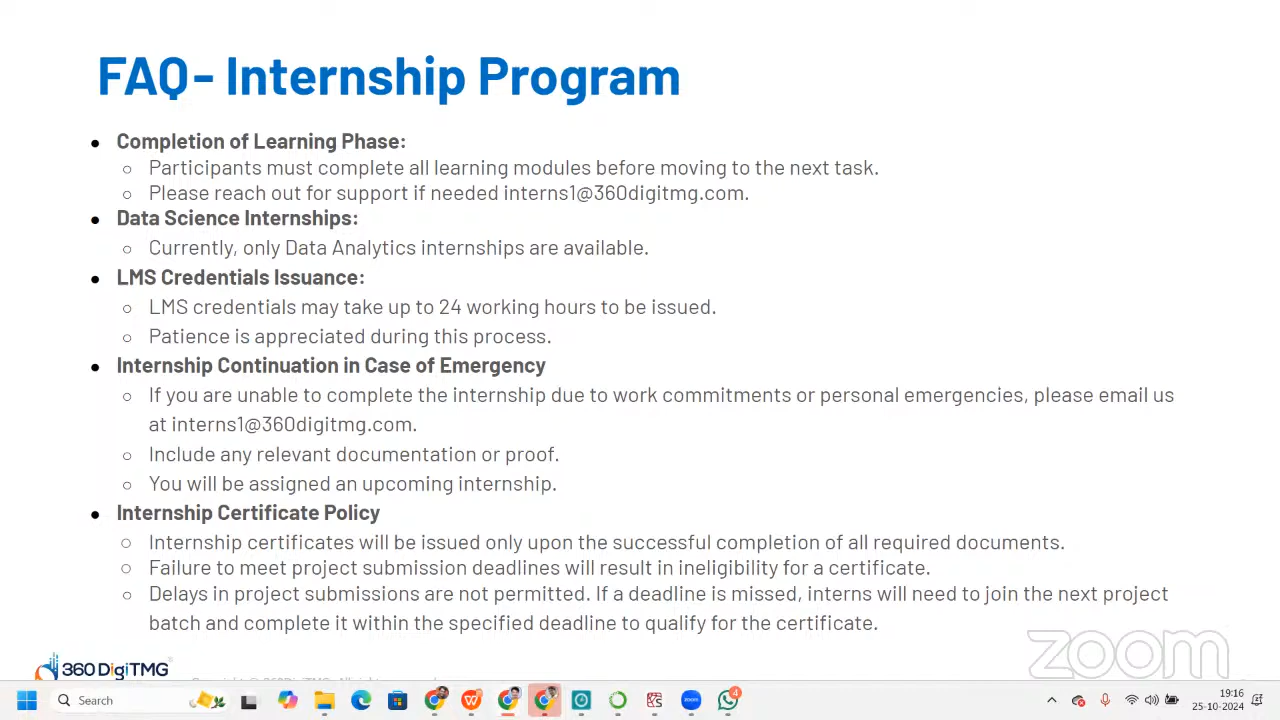 FAQ- Internship Program
● Completion of Learning Phase:
○ Participants must complete all learning modules before moving to the next task.
○ Please reach out for support if needed interns1@360digitmg.com.
● Data Science Internships:
○ Currently, only Data Analytics internships are available.
● LMS Credentials Issuance:
○ LMS credentials may take up to 24 working hours to be issued.
○ Patience is appreciated during this process.
● Internship Continuation in Case of Emergency
○ If you are unable to complete the internship due to work commitments or personal emergencies, please email us
at interns1@360digitmg.com.
○ Include any relevant documentation or proof.
○ You will be assigned an upcoming internship.
● Internship Certificate Policy
○ Internship certificates will be issued only upon the successful completion of all required documents.
○ Failure to meet project submission deadlines will result in ineligibility for a certificate.
○ Delays in project submissions are not permitted. If a deadline is missed, interns will need to join the next project
batch and complete it within the specified deadline to qualify for the certificate.
zoom
360DigiTMG
Search
4
19:16
25-10-2024